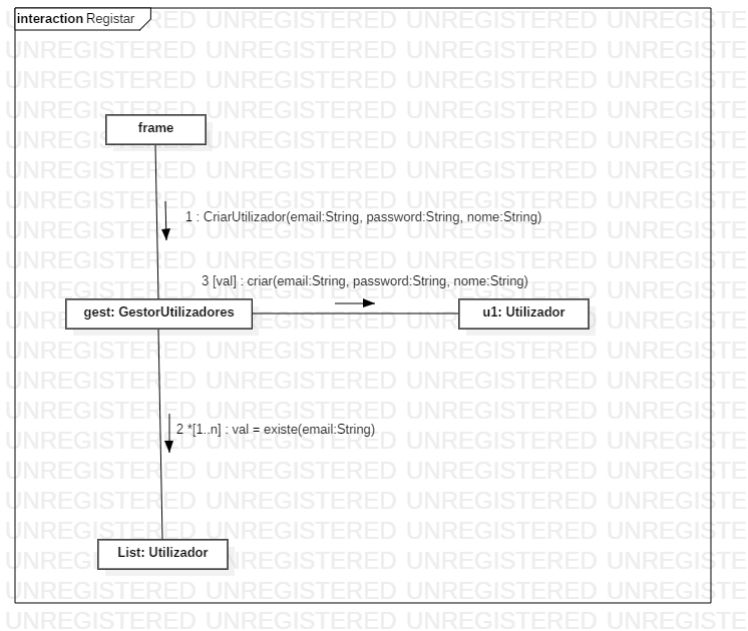 interaction Registar
frame
1 : CriarUtilizador(email:String, password:String, nome:String)
3 [val] : criar(email:String, password:String, nome:String)
gest: GestorUtilizadores
u1: Utilizador
2 *[1..n] : val = existe(email:String)
List: Utilizador
UNREGISTERED